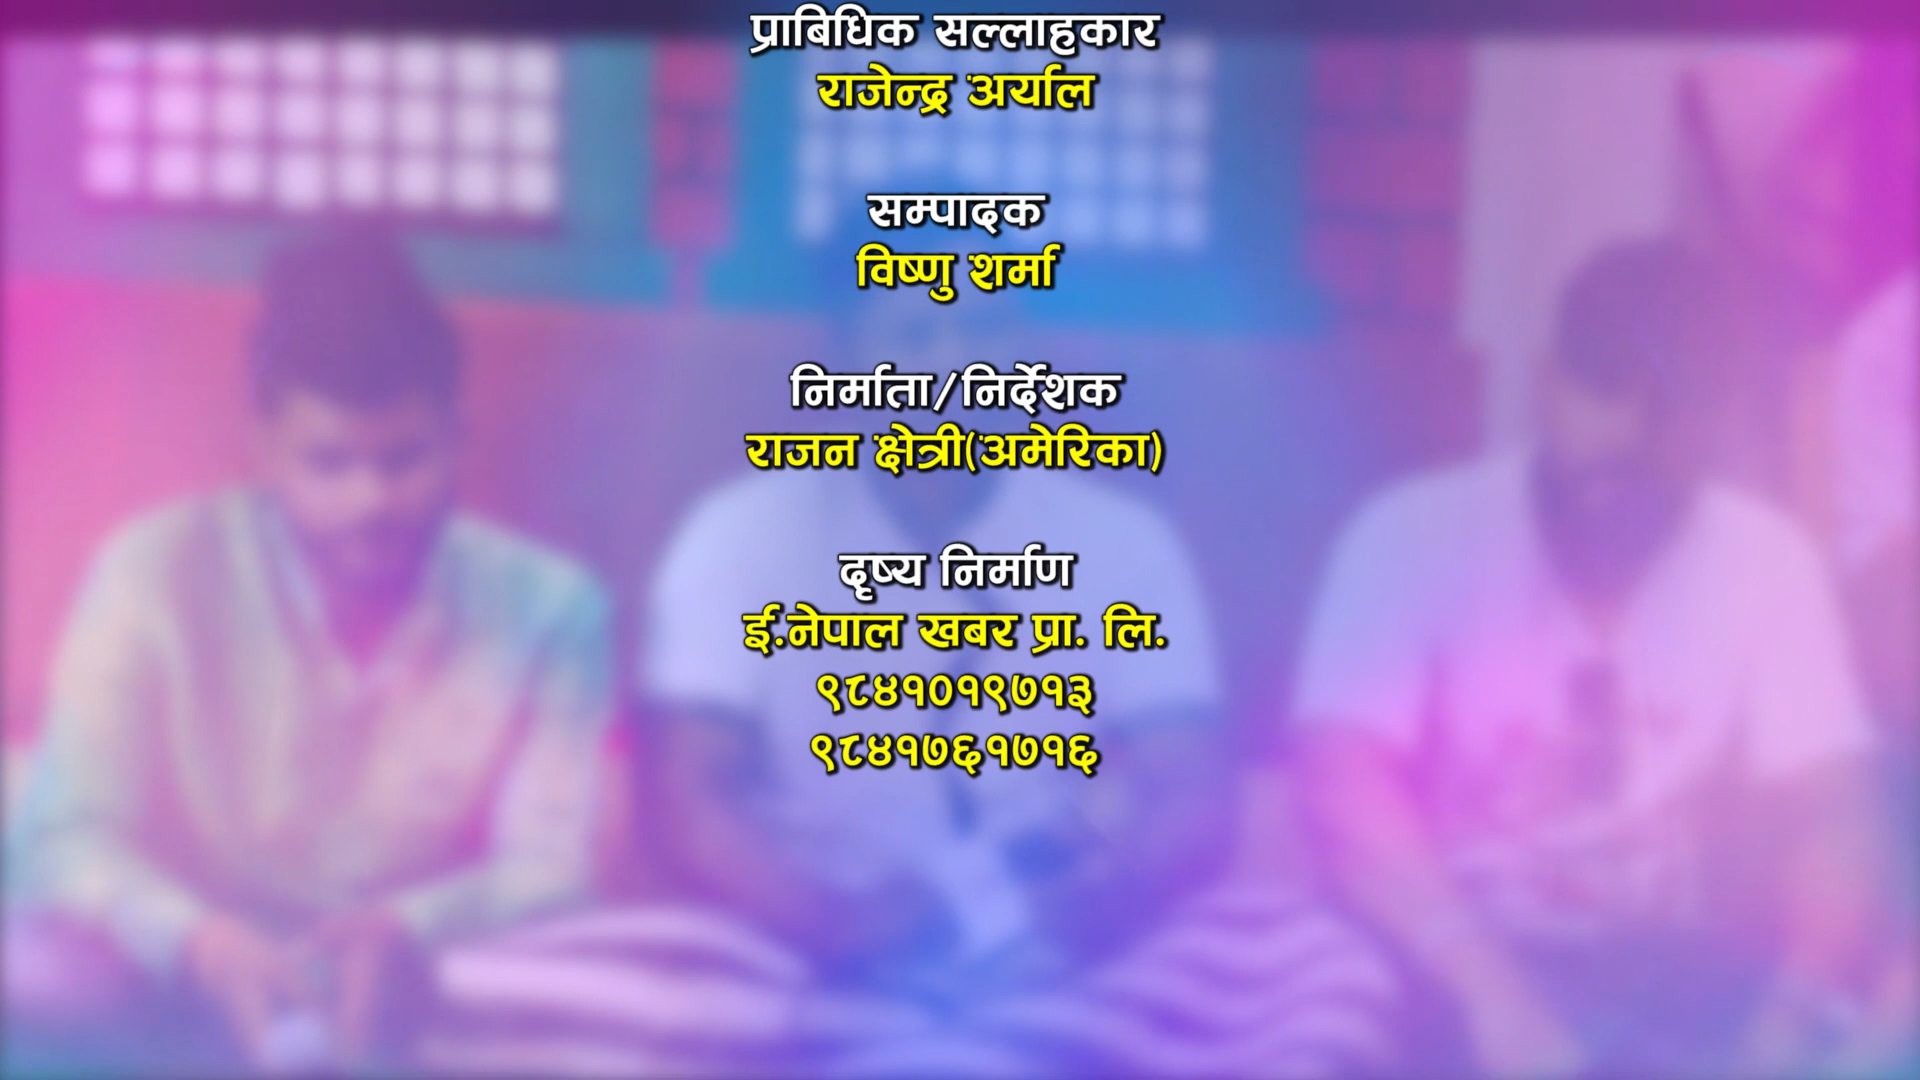 प्राबिधिक सल्लाहकार
राजेन्द्र अर्याल
सम्पादक
विष्णु शर्मा
निर्माता/निर्देशक
राजन क्षेत्री(अमेरिका)
दृष्य निर्माण
ई.नेपाल खबर प्रा. लि.
९८४१०१९७१३
९८४१७६१७१६